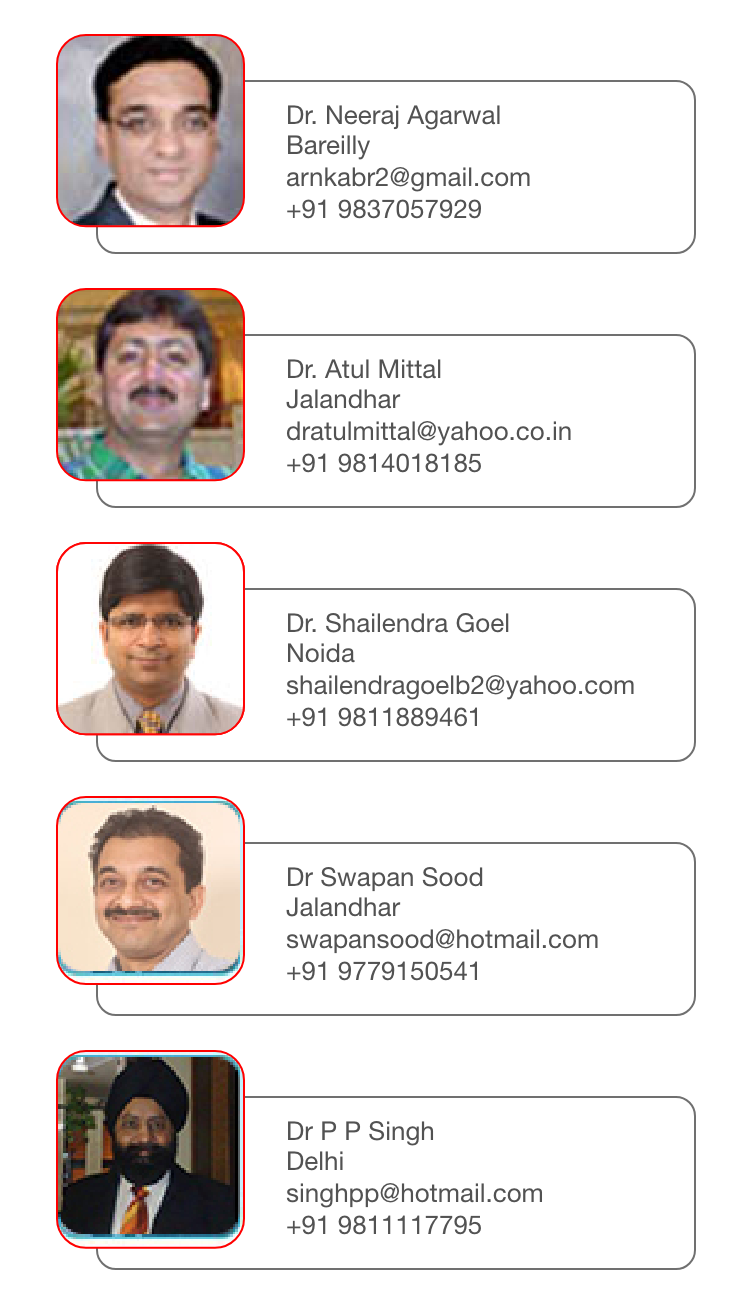 Dr. Neeraj Agarwal
Bareilly
arnkabr2@gmail.com
+91 9837057929
Dr. Atul Mittal
Jalandhar
dratulmittal@yahoo.co.in
+91 9814018185
Dr. Shailendra Goel
Noida
shailendragoelb2@yahoo.com
+91 9811889461
Dr Swapan Sood
Jalandhar
swapansood@hotmail.com
+91 9779150541
Dr P P Singh
Delhi
singhpp@hotmail.com
+91 9811117795